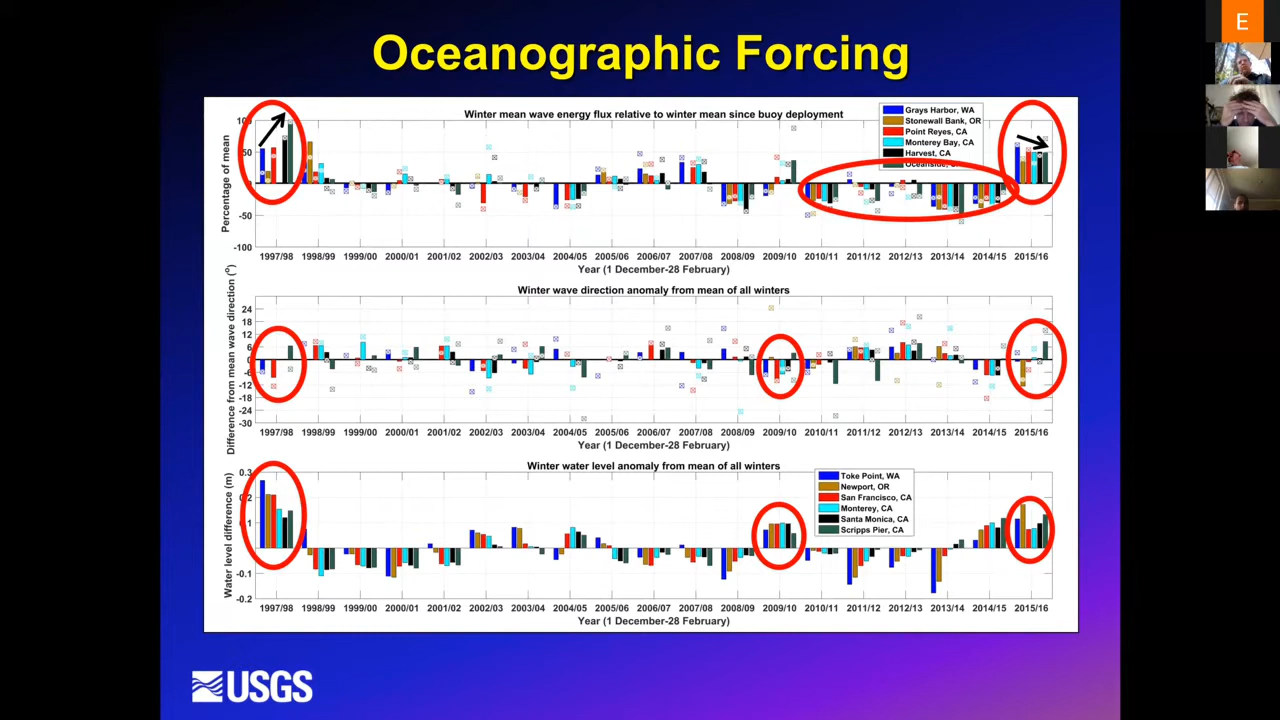 Oceanographic Forcing
Winter mean wave energy flux relative to winter mean since buoy deployment
Grays Harbor, WA
Stonewall Bank, OR
Point Reyes, CA
Monterey Bay, CA
Harvest, CA
Percentage of mean
50
-50
-100
1997/98 1998/99 1999/00 2000/01 2001/02 2002/03 2003/04 2004/05 2005/06 2006/07 2007/08 2008/09 2009/10 2010/11 2011/12 2012/13 2013/14 2014/15 2015/16
Year (1 December-28 February)
Winter wave direction anomaly from mean of all winters
Difference from mean wave direction (º)
24
18
12
6
0
-6
-12
-18
-24
-30
1997/98 1998/99 1999/00 2000/01 2001/02 2002/03 2003/04 2004/05 2005/06 2006/07 2007/08 2008/09 2009/10 2010/11 2011/12 2012/13 2013/14 2014/15 2015/16
Year (1 December-28 February)
Winter water level anomaly from mean of all winters
Toke Point, WA
Newport, OR
San Francisco, CA
Monterey, CA
Santa Monica, CA
Scripps Pier, CA
Water level difference (m)
0.3
-0.1
-0.2
1997/98 1998/99 1999/00 2000/01 2001/02 2002/03 2003/04 2004/05 2005/06 2006/07 2007/08 2008/09 2009/10 2010/11 2011/12 2012/13 2013/14 2014/15 2015/16
Year (1 December-28 February)
USGS
E